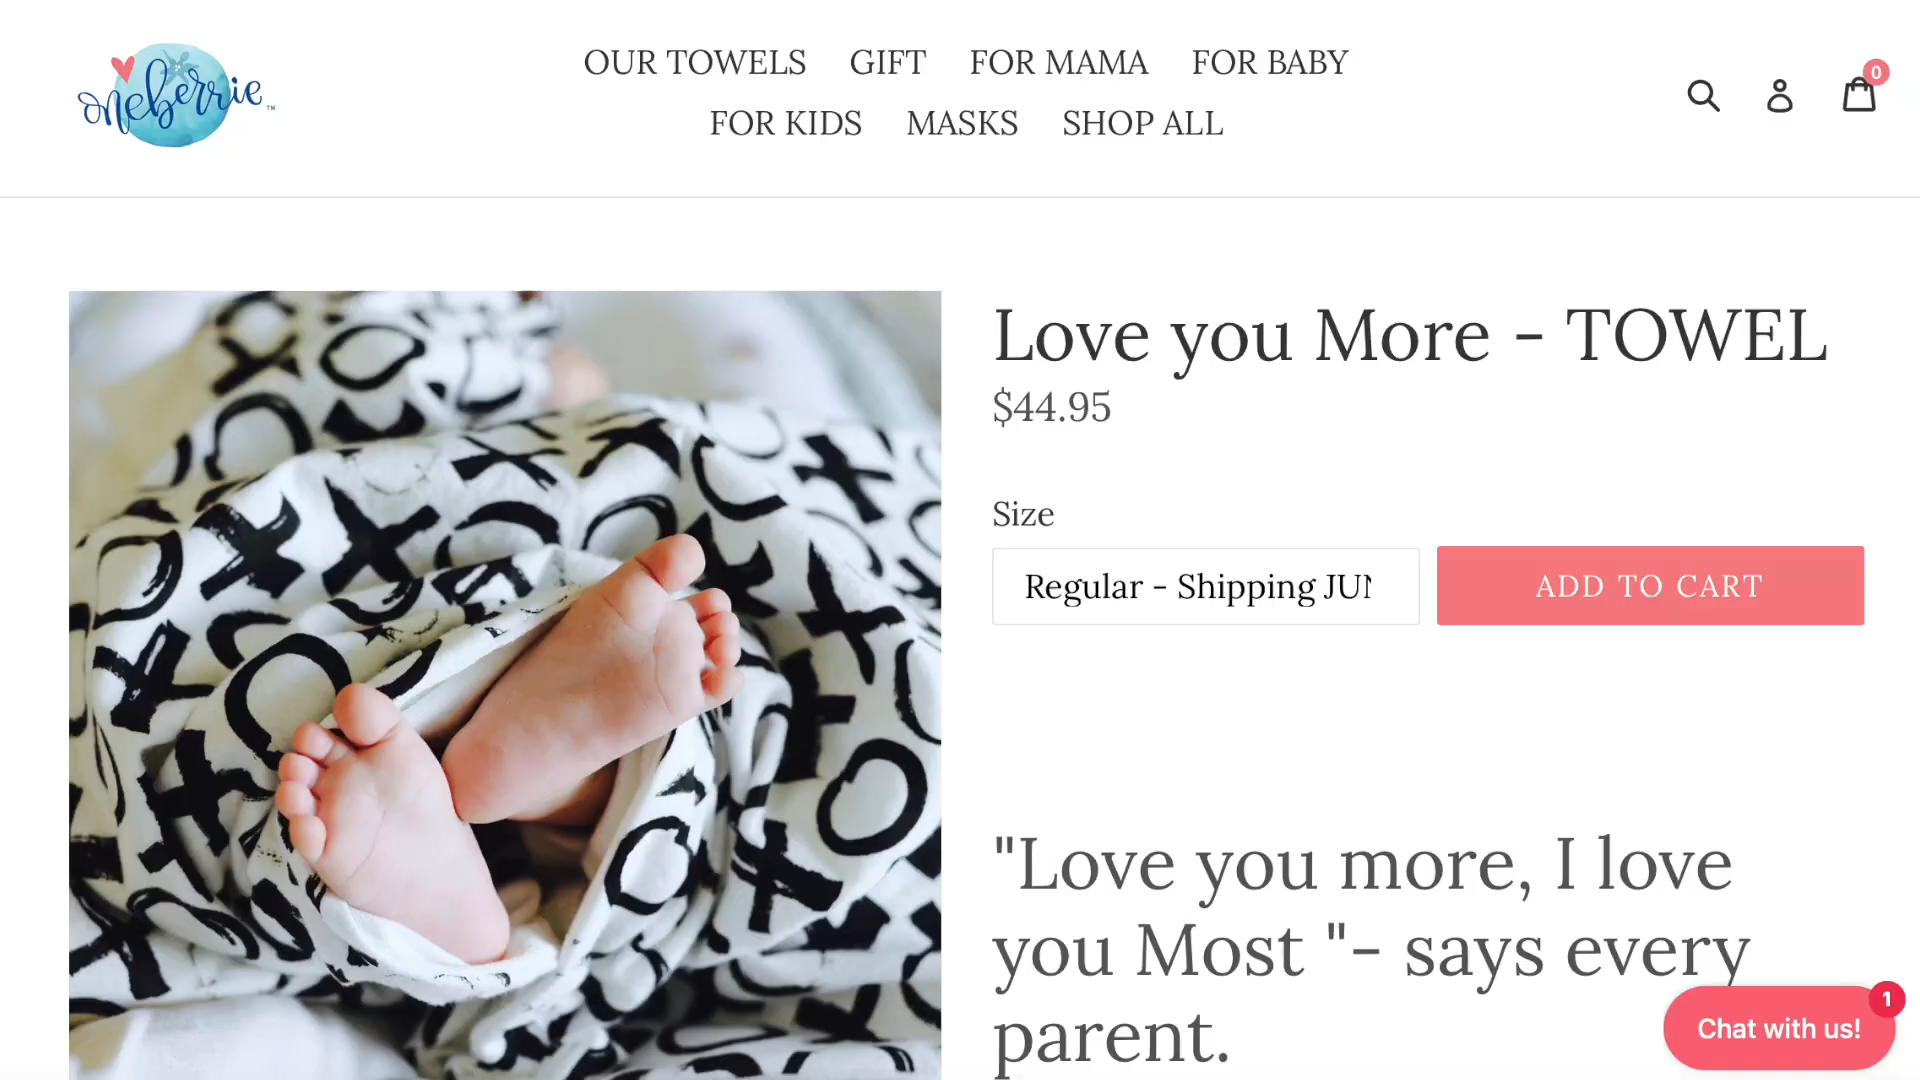 oneberrie™
OUR TOWELS GIFT FOR MAMA FOR BABY
FOR KIDS MASKS SHOP ALL
0
Love you More - TOWEL
$44.95
Size
Regular - Shipping JUN
ADD TO CART
"Love you more, I love
you Most "- says every
parent.
1
Chat with us!